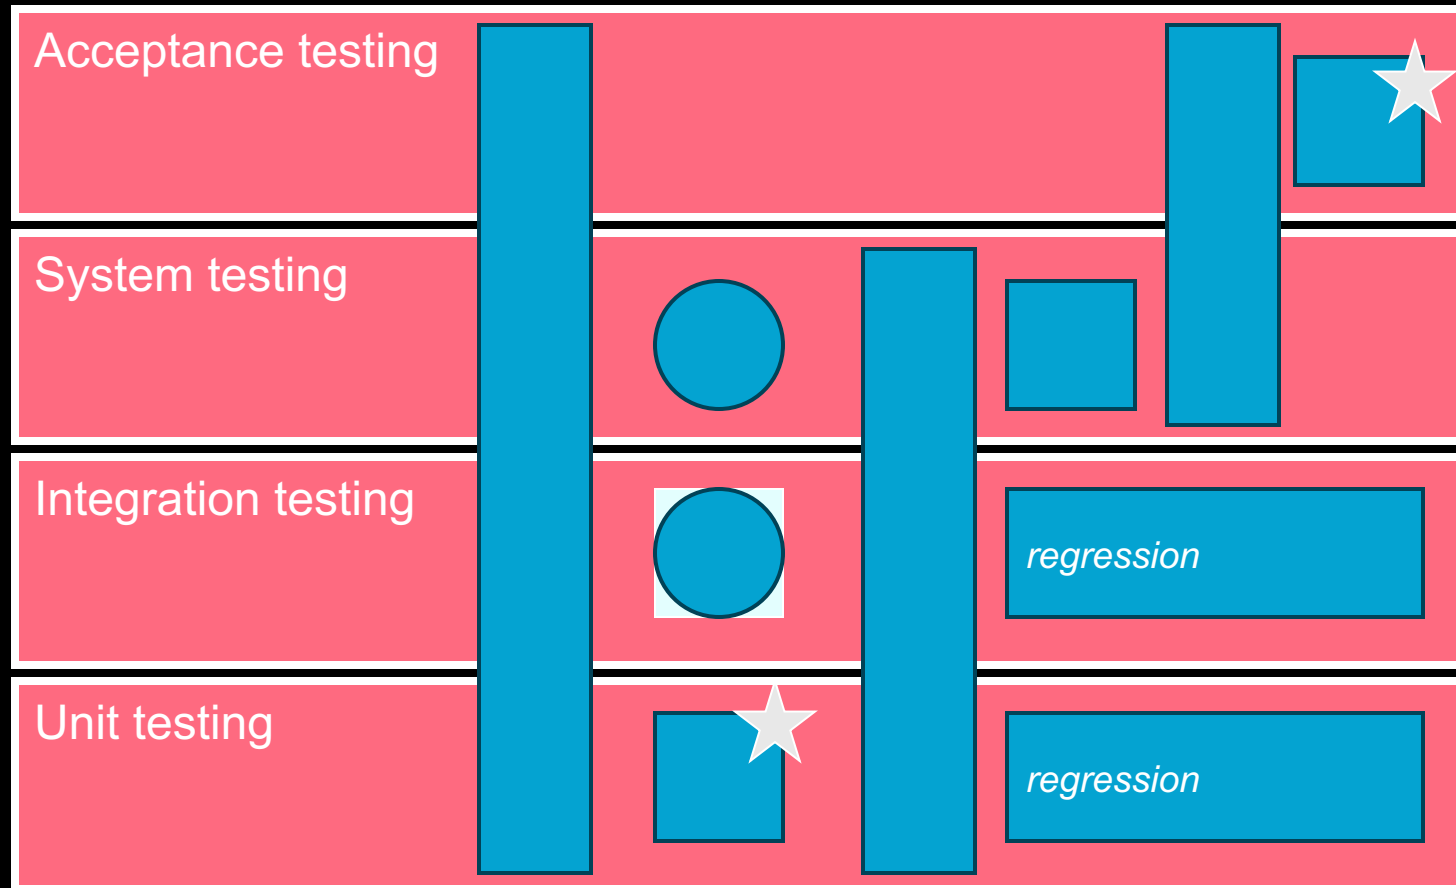 Acceptance testing
System testing
Integration testing
regression
Unit testing
regression